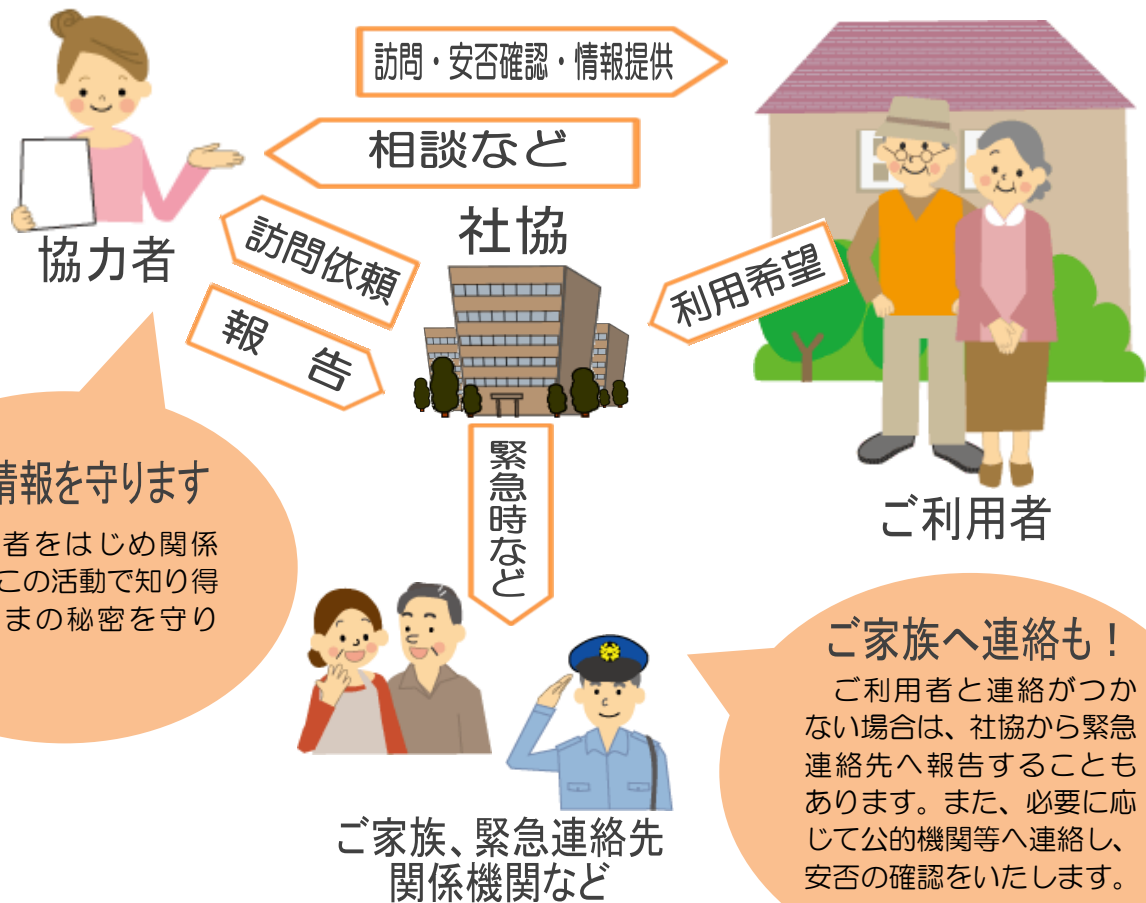 訪問・安否確認・情報提供
相談など
協力者
社協
訪問依頼
利用希望
報　告
緊急時など
情報を守ります
者をはじめ関係
この活動で知り得
まの秘密を守り
ご利用者
ご家族へ連絡も！
　ご利用者と連絡がつか
ない場合は、社協から緊急
連絡先へ報告することも
あります。また、必要に応
じて公的機関等へ連絡し、
安否の確認をいたします。
ご家族、緊急連絡先
関係機関など